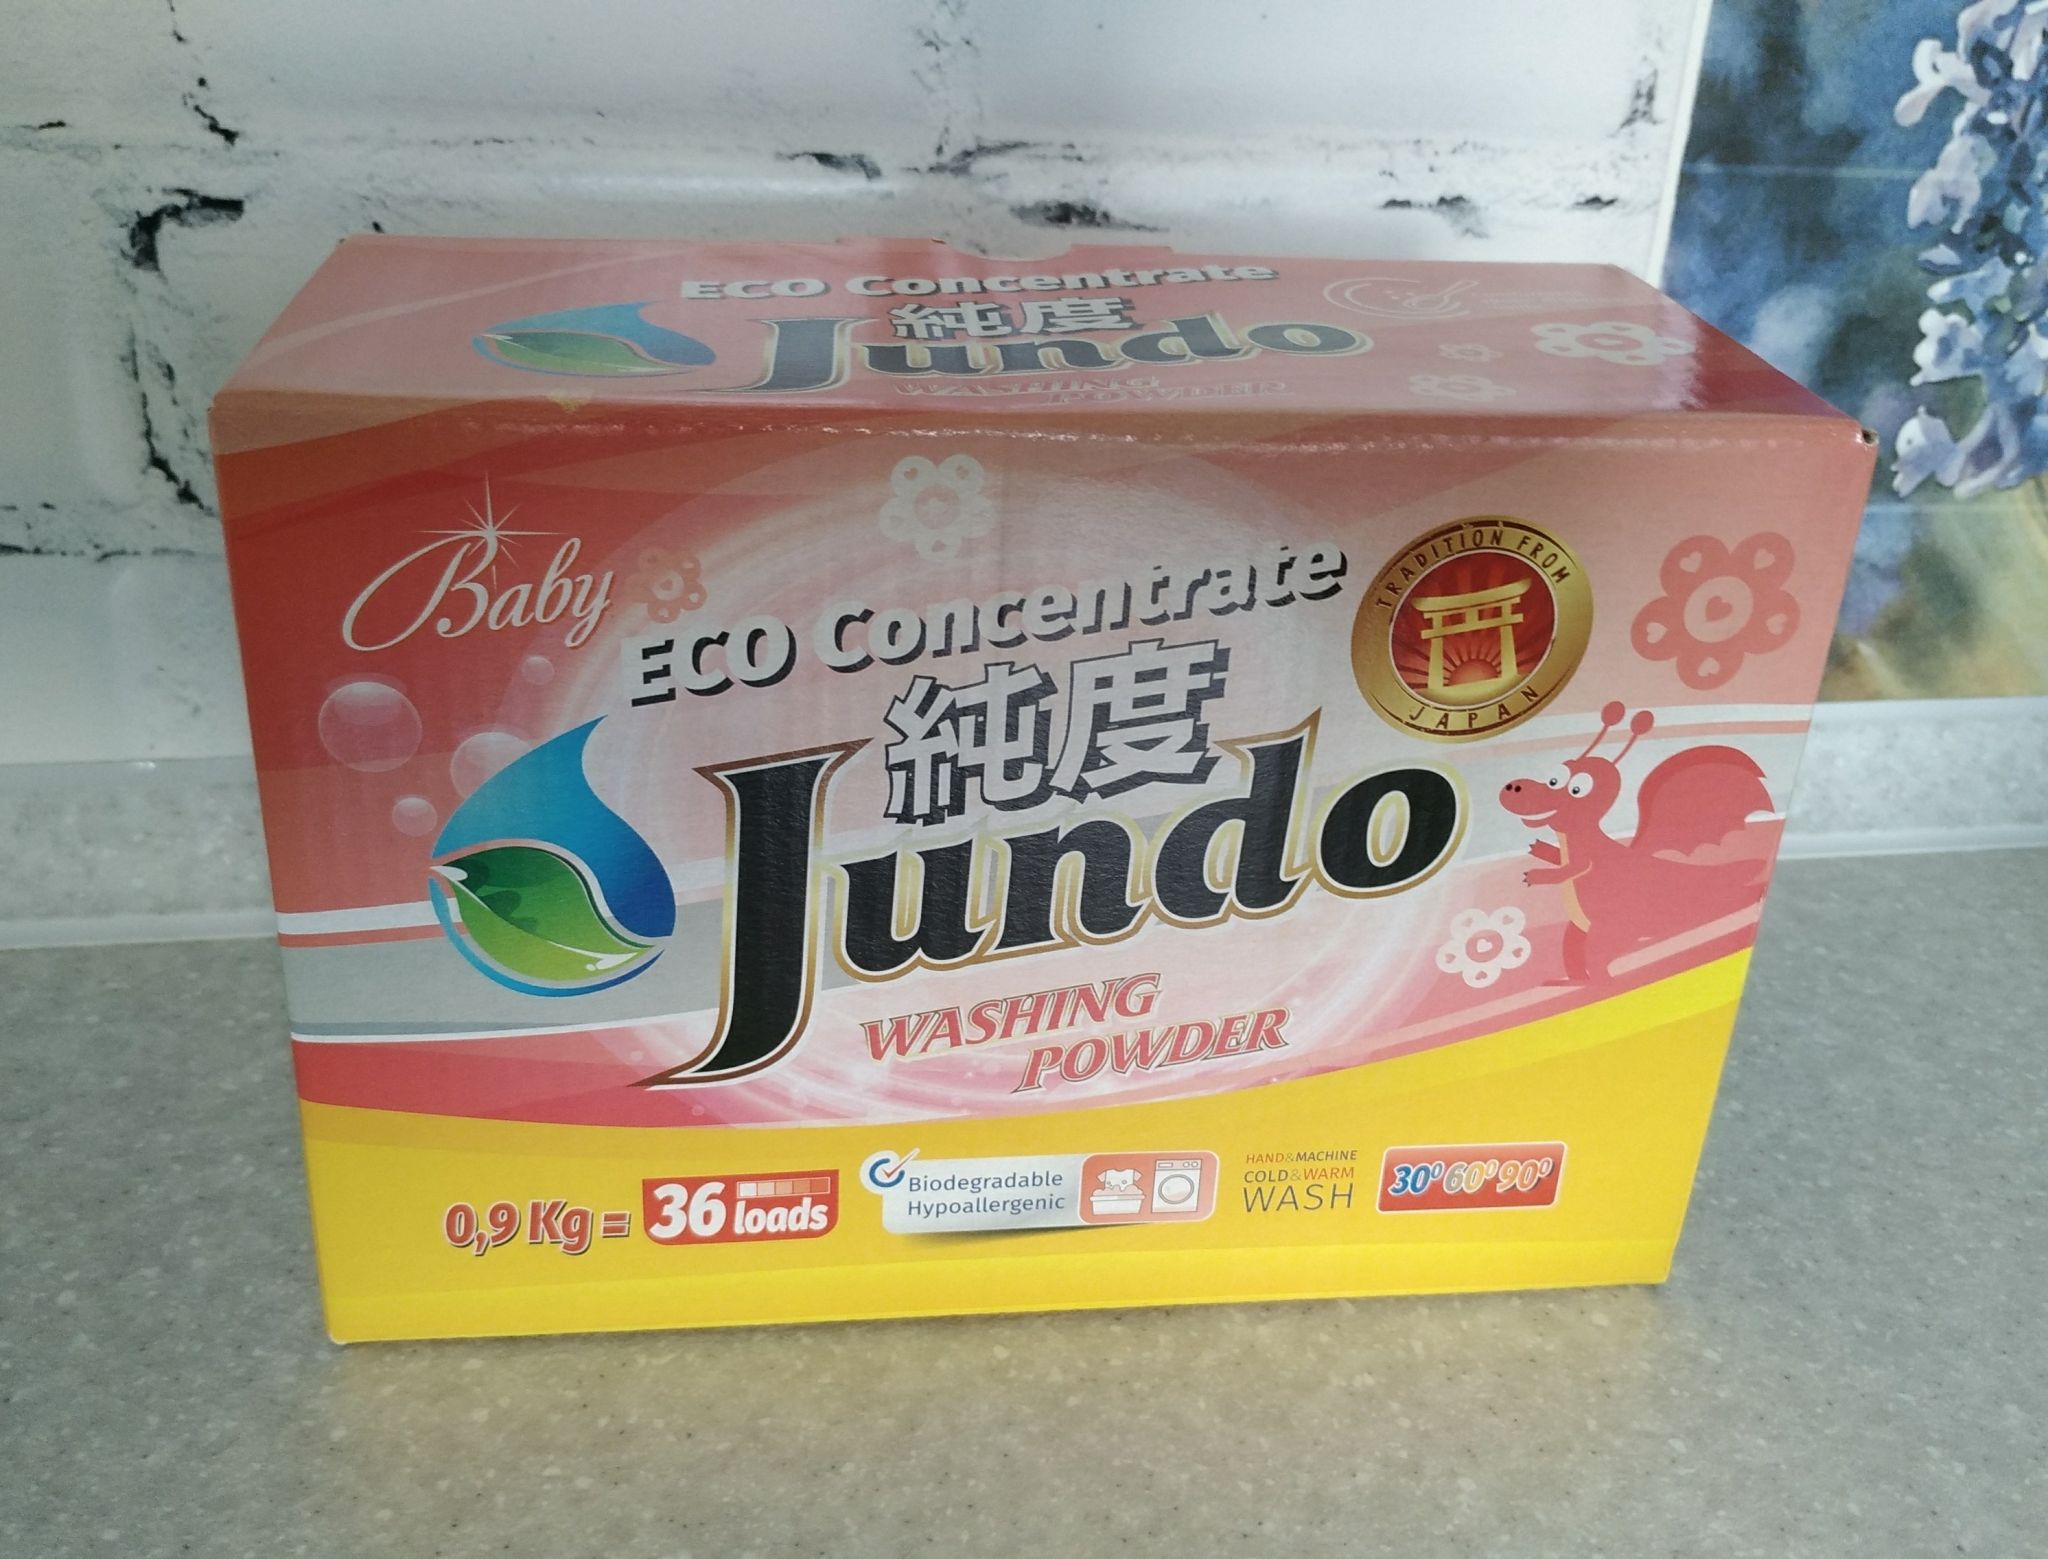 ECO Concentrate
純度
Jundo
WASHING
POWDER
Baby
ECO Concentrate
純度
Jundo
WASHING
POWDER
TRADITION FROM
JAPAN
0,9 Kg = 36 loads
Biodegradable
Hypoallergenic
HAND&MACHINE
COLD&WARM
WASH
30° 60° 90°